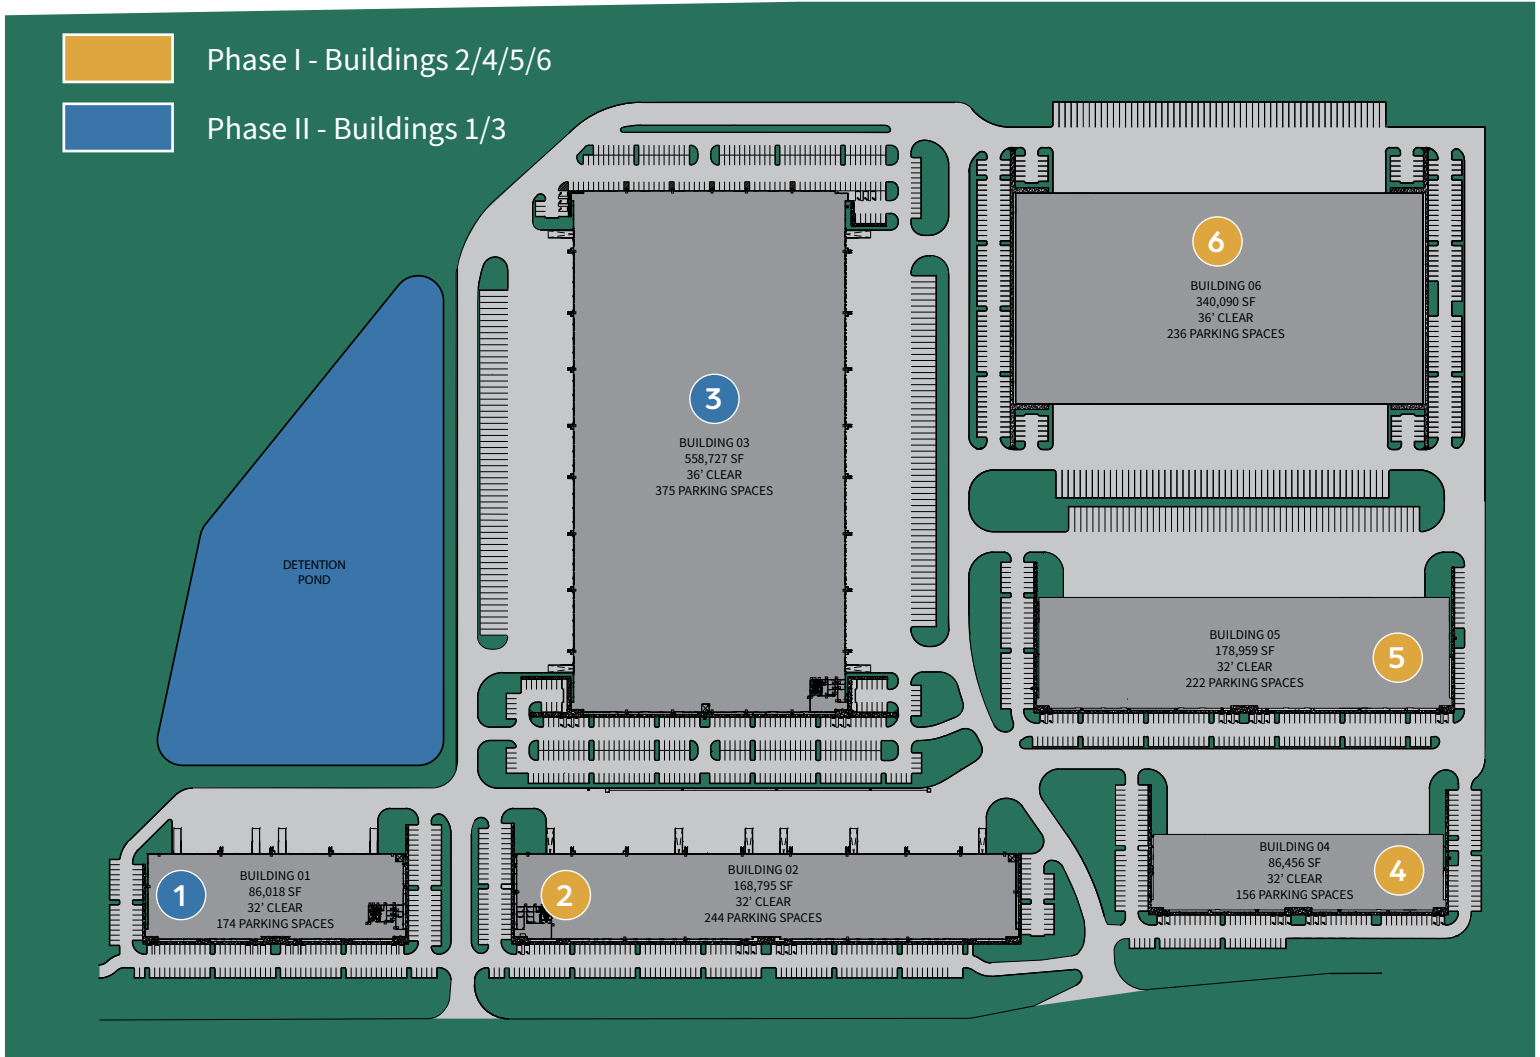 Phase I - Buildings 2/4/5/6
Phase II - Buildings 1/3
6
BUILDING 06
340,090 SF
36' CLEAR
236 PARKING SPACES
3
BUILDING 03
558,727 SF
36' CLEAR
375 PARKING SPACES
DETENTION
POND
BUILDING 05
178,959 SF
32' CLEAR
222 PARKING SPACES
5
1
BUILDING 01
86,018 SF
32' CLEAR
174 PARKING SPACES
2
BUILDING 02
168,795 SF
32' CLEAR
244 PARKING SPACES
BUILDING 04
86,456 SF
32' CLEAR
156 PARKING SPACES
4